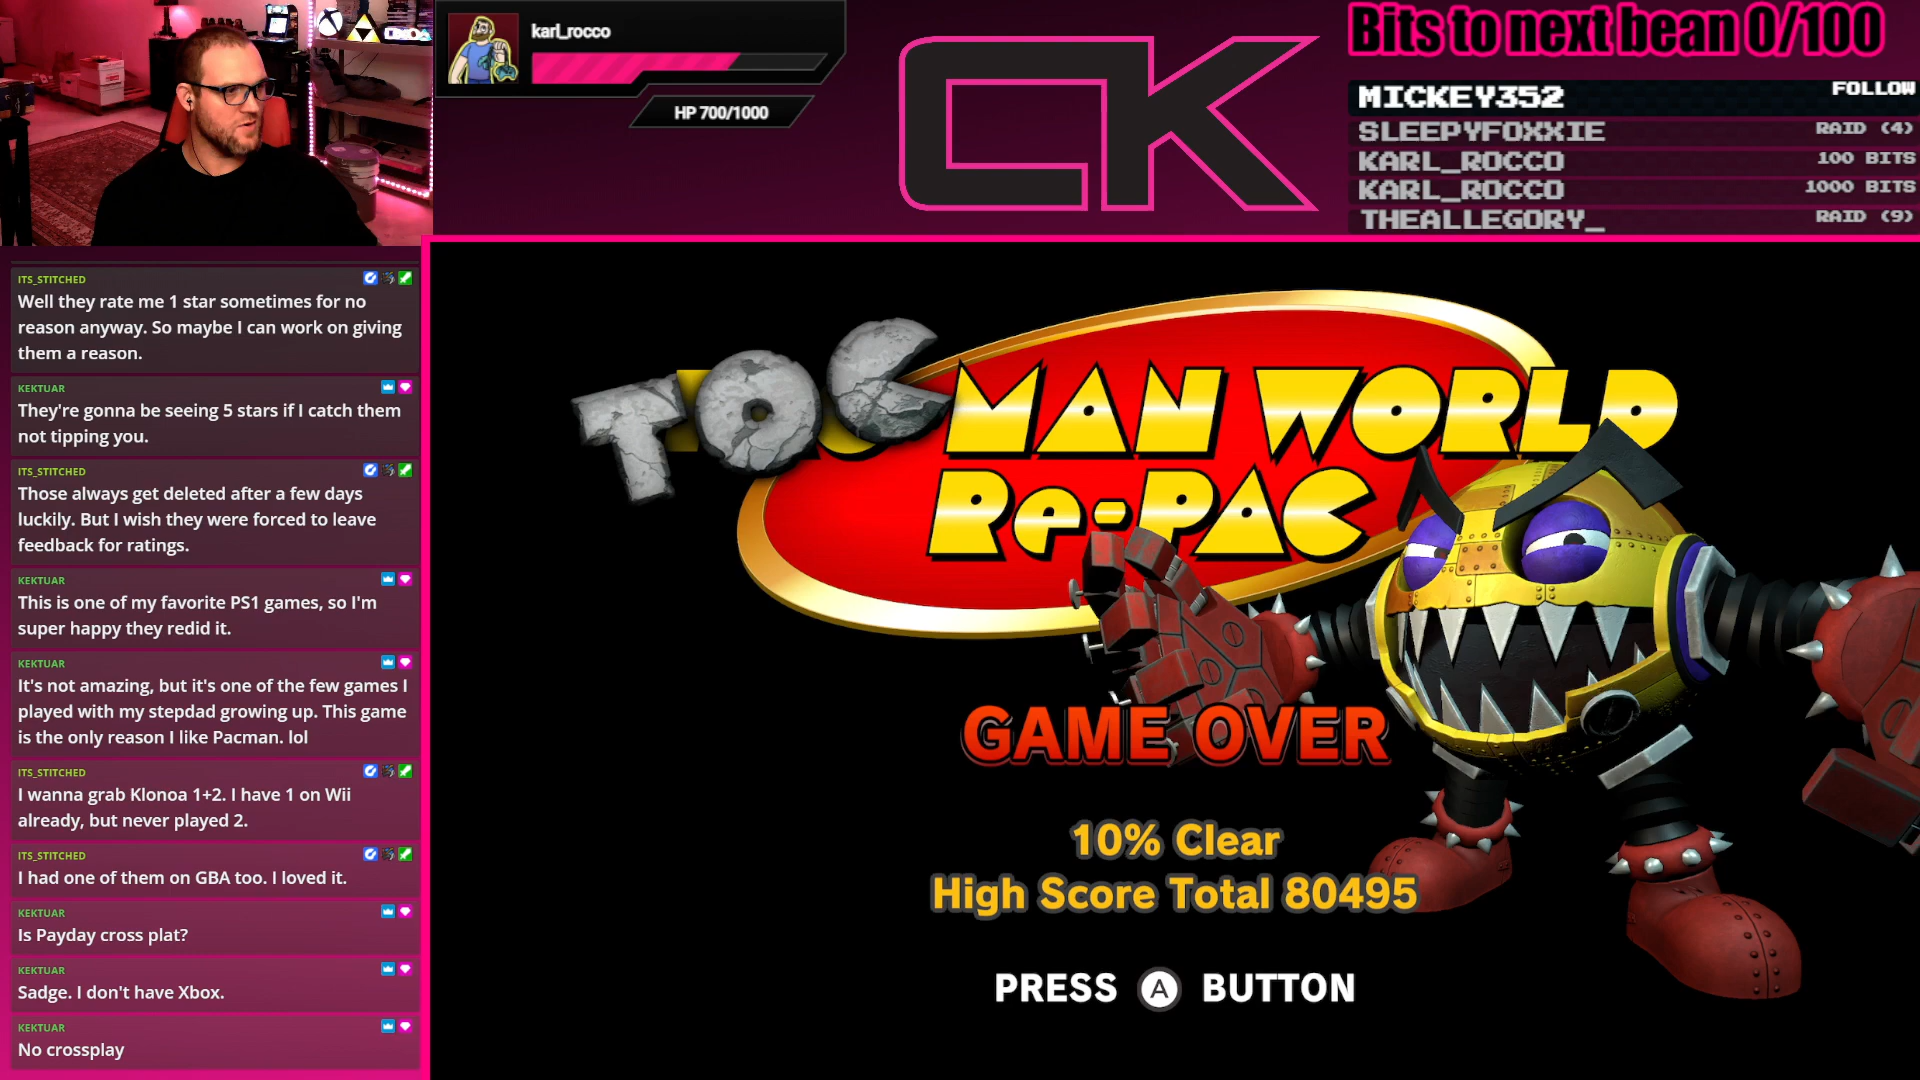 karl_rocco
HP 700/1000
CK
Bits to next bean 0/100
MICKEY352 FOLLOW
SLEEPYFOXXIE RAID (4)
KARL_ROCCO 100 BITS
KARL_ROCCO 1000 BITS
THEALLEGORY_ RAID (9)
ITS_STITCHED
Well they rate me 1 star sometimes for no
reason anyway. So maybe I can work on giving
them a reason.
KEKTUAR
They're gonna be seeing 5 stars if I catch them
not tipping you.
ITS_STITCHED
Those always get deleted after a few days
luckily. But I wish they were forced to leave
feedback for ratings.
KEKTUAR
This is one of my favorite PS1 games, so I'm
super happy they redid it.
KEKTUAR
It's not amazing, but it's one of the few games I
played with my stepdad growing up. This game
is the only reason I like Pacman. lol
ITS_STITCHED
I wanna grab Klonoa 1+2. I have 1 on Wii
already, but never played 2.
ITS_STITCHED
I had one of them on GBA too. I loved it.
KEKTUAR
Is Payday cross plat?
KEKTUAR
Sadge. I don't have Xbox.
KEKTUAR
No crossplay
TOC MAN WORLD
Re-PAC
GAME OVER
10% Clear
High Score Total 80495
PRESS A BUTTON